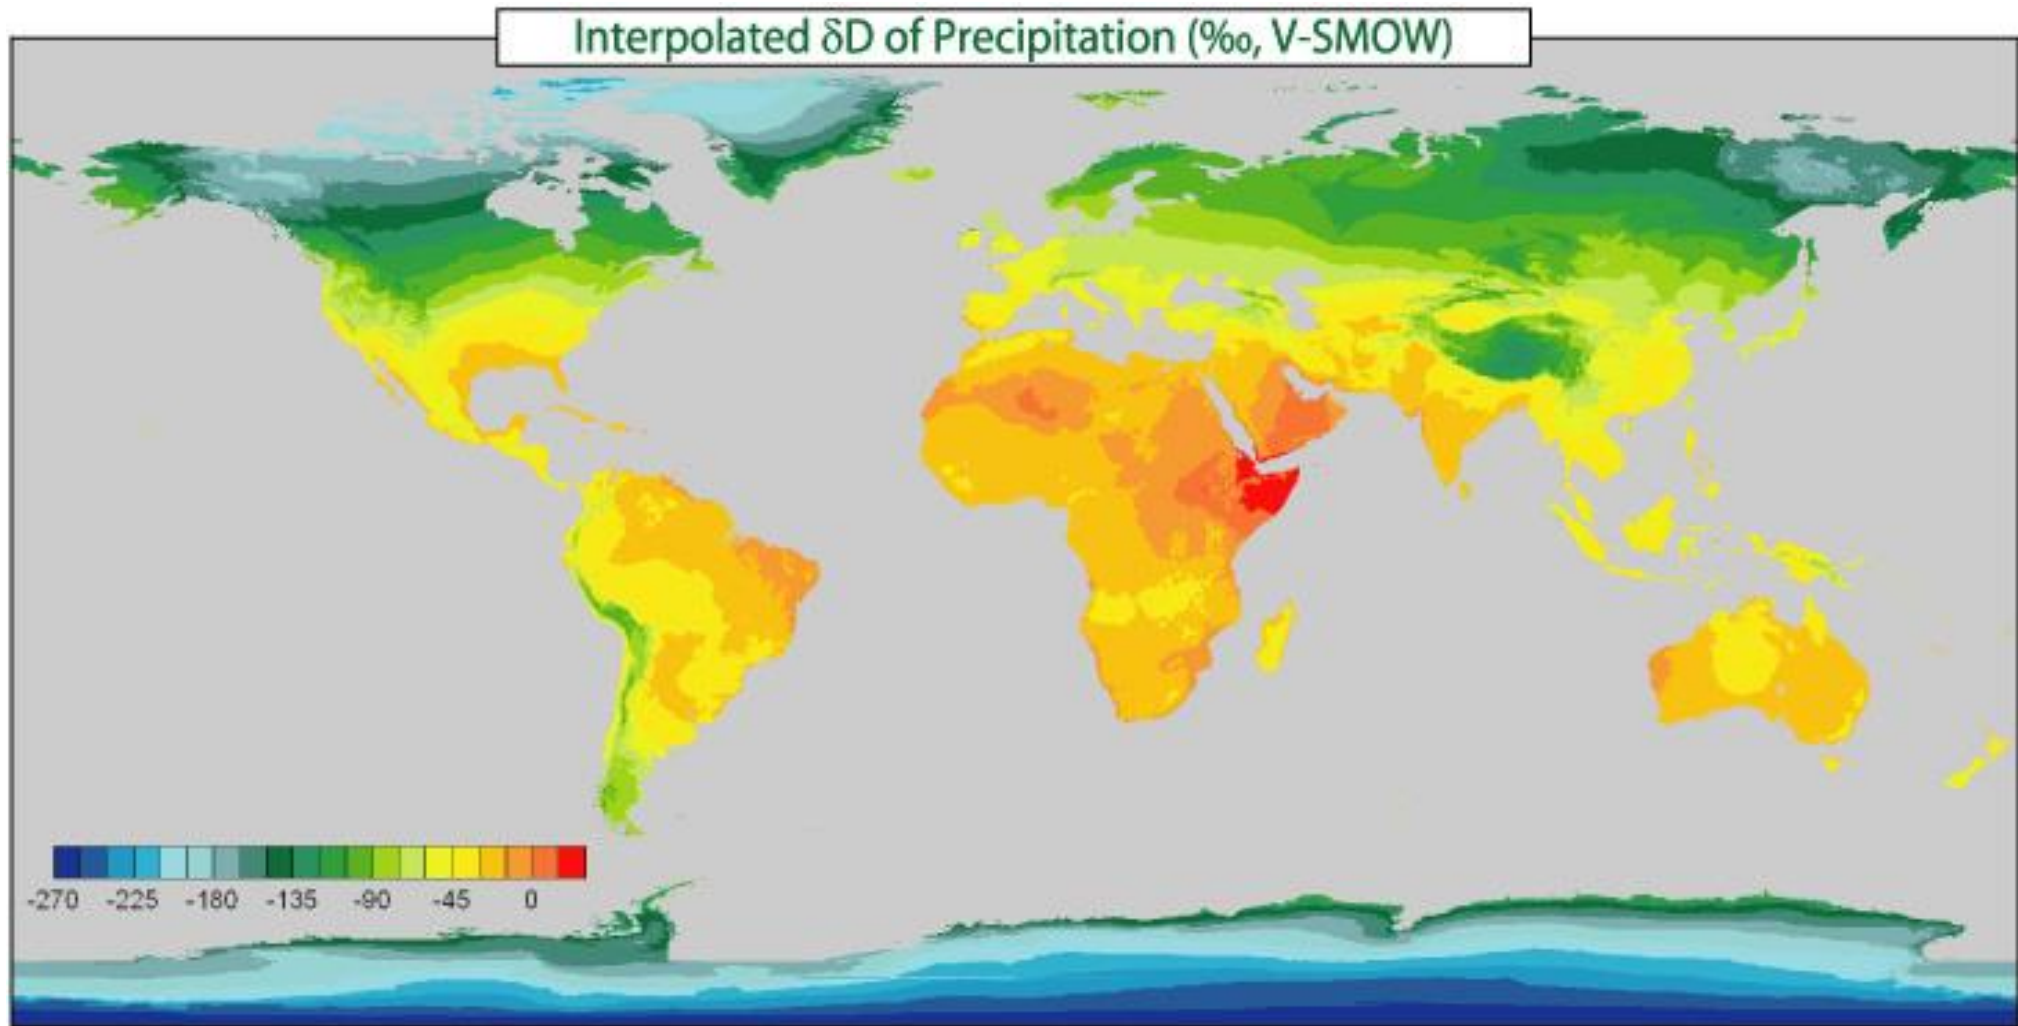 Interpolated δD of Precipitation (‰, V-SMOW)
-270 -225 -180 -135 -90 -45 0